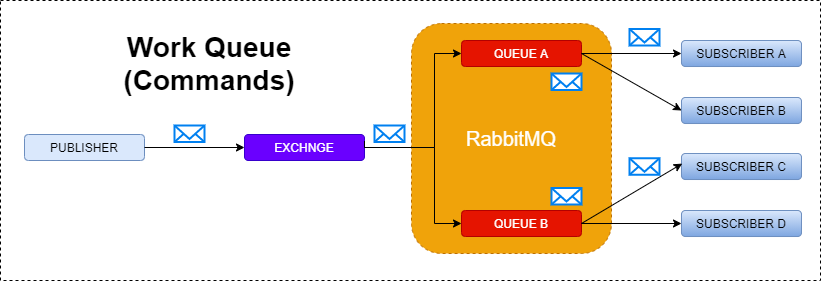 Work Queue
(Commands)
PUBLISHER
EXCHNGE
QUEUE A
RabbitMQ
QUEUE B
SUBSCRIBER A
SUBSCRIBER B
SUBSCRIBER C
SUBSCRIBER D